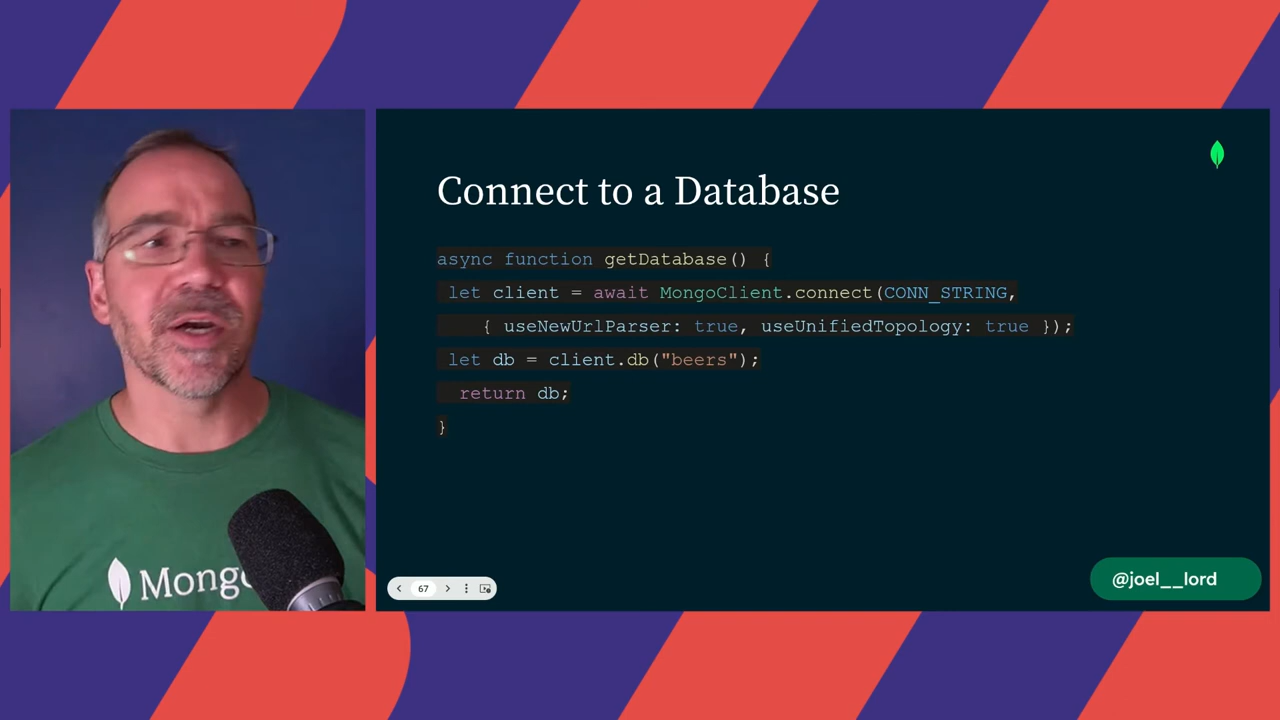 Connect to a Database
async function getDatabase() {
let client = await MongoClient.connect(CONN_STRING,
{ useNewUrlParser: true, useUnifiedTopology: true });
let db = client.db("beers");
return db;
}
67
@joel__lord